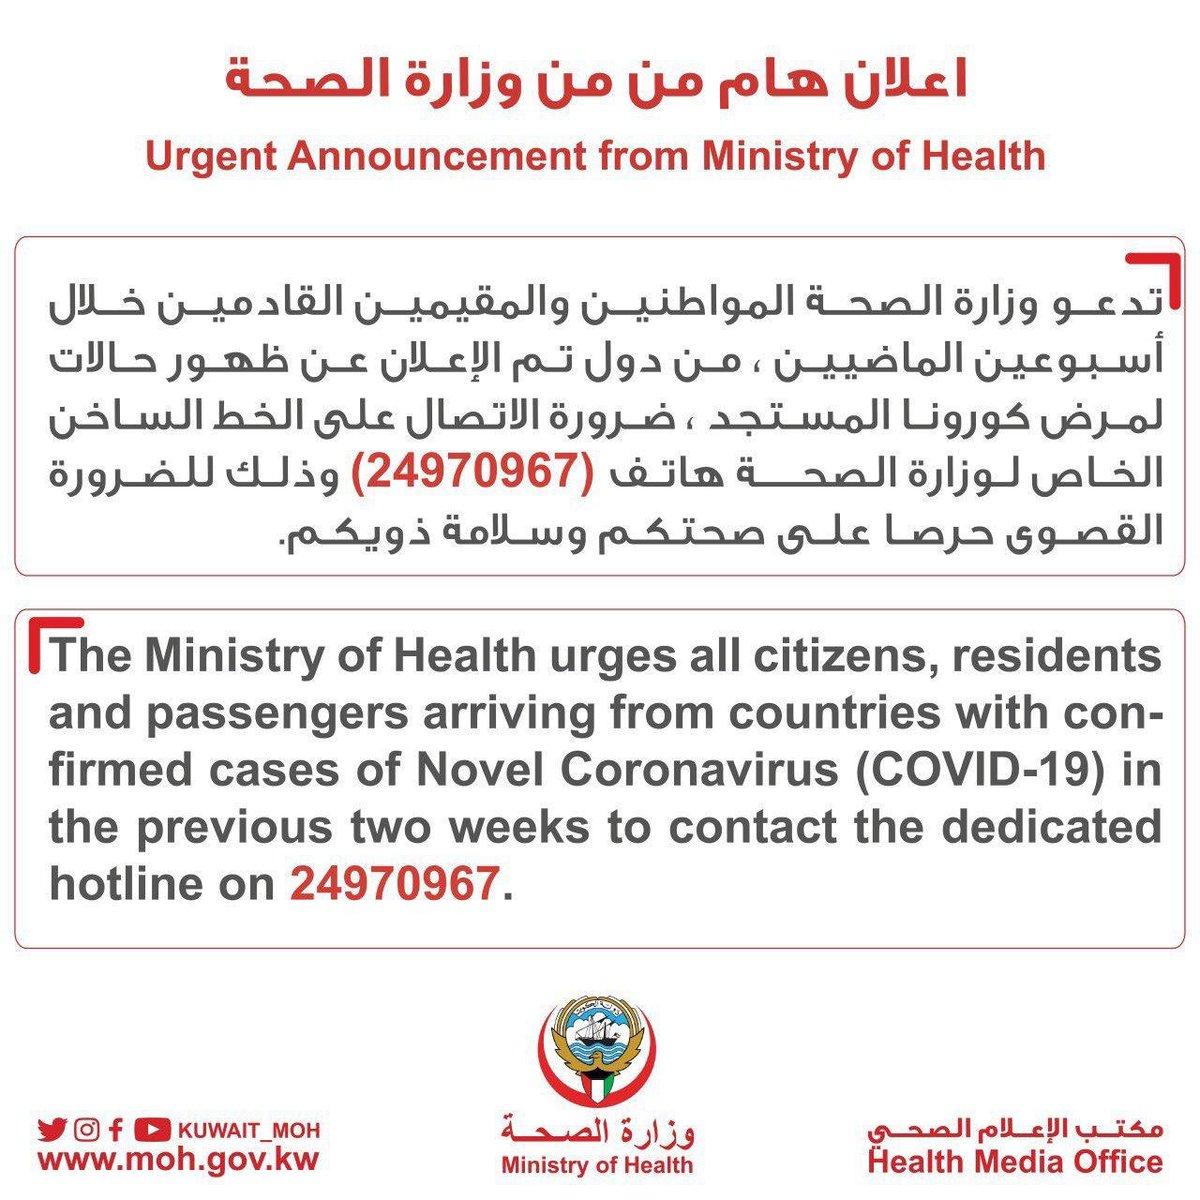 اعلان هام من من وزارة الصحة
Urgent Announcement from Ministry of Health
تدعو وزارة الصحة المواطنين والمقيمين القادمين خلال
أسبوعين الماضيين ، من دول تم الإعلان عن ظهور حالات
لمرض كورونا المستجد ، ضرورة الاتصال على الخط الساخن
الخاص لوزارة الصحة هاتف (24970967) وذلك للضرورة
القصوى حرصا على صحتكم وسلامة ذويكم.
The Ministry of Health urges all citizens, residents
and passengers arriving from countries with con-
firmed cases of Novel Coronavirus (COVID-19) in
the previous two weeks to contact the dedicated
hotline on 24970967.
دولة الكويت
KUWAIT_MOH
www.moh.gov.kw
وزارة الصحة
Ministry of Health
مكتب الإعلام الصحي
Health Media Office